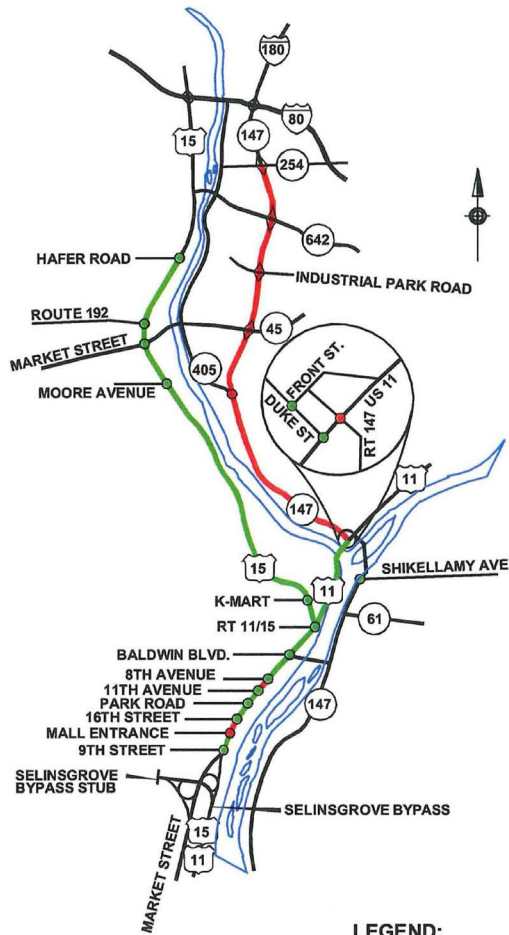 180
80
147
15
254
642
HAFER ROAD
INDUSTRIAL PARK ROAD
ROUTE 192
45
MARKET STREET
405
MOORE AVENUE
FRONT ST.
DUKE ST
US 11
RT 147
11
147
15
11
SHIKELLAMY AVE
K-MART
RT 11/15
61
BALDWIN BLVD.
8TH AVENUE
11TH AVENUE
PARK ROAD
147
16TH STREET
MALL ENTRANCE
9TH STREET
SELINSGROVE
BYPASS STUB
SELINSGROVE BYPASS
15
11
MARKET STREET
LEGEND: